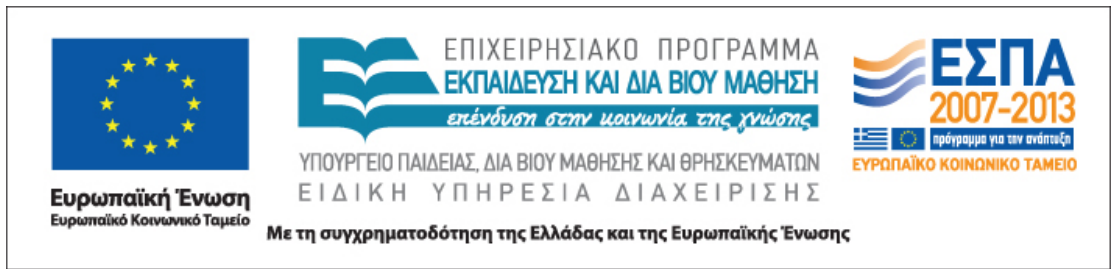 Ευρωπαϊκή Ένωση
Ευρωπαϊκό Κοινωνικό Ταμείο
ΕΠΙΧΕΙΡΗΣΙΑΚΟ ΠΡΟΓΡΑΜΜΑ
ΕΚΠΑΙΔΕΥΣΗ ΚΑΙ ΔΙΑ ΒΙΟΥ ΜΑΘΗΣΗ
επένδυση στην κοινωνία της γνώσης
ΥΠΟΥΡΓΕΙΟ ΠΑΙΔΕΙΑΣ, ΔΙΑ ΒΙΟΥ ΜΑΘΗΣΗΣ ΚΑΙ ΘΡΗΣΚΕΥΜΑΤΩΝ
ΕΙΔΙΚΗ ΥΠΗΡΕΣΙΑ ΔΙΑΧΕΙΡΙΣΗΣ
Με τη συγχρηματοδότηση της Ελλάδας και της Ευρωπαϊκής Ένωσης
ΕΣΠΑ
2007-2013
πρόγραμμα για την ανάπτυξη
ΕΥΡΩΠΑΪΚΟ ΚΟΙΝΩΝΙΚΟ ΤΑΜΕΙΟ